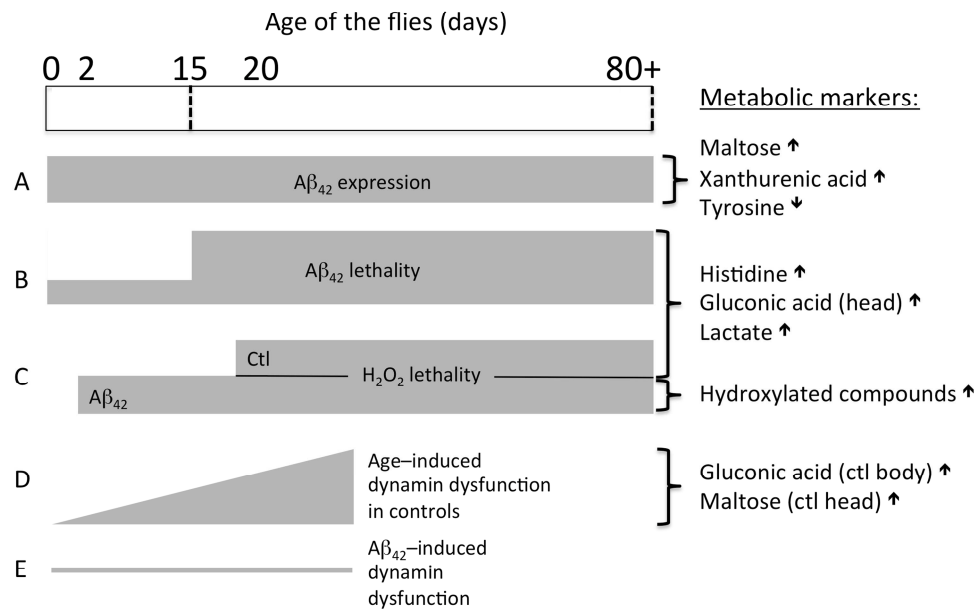 Age of the flies (days)
0 2 15 20 80+
Metabolic markers:
A
Aβ₄₂ expression
Maltose ↑
Xanthurenic acid ↑
Tyrosine ↓
B
Aβ₄₂ lethality
Histidine ↑
Gluconic acid (head) ↑
Lactate ↑
C
Ctl
H₂O₂ lethality
Aβ₄₂
Hydroxylated compounds ↑
D
Age–induced
dynamin dysfunction
in controls
Gluconic acid (ctl body) ↑
Maltose (ctl head) ↑
E
Aβ₄₂–induced
dynamin
dysfunction